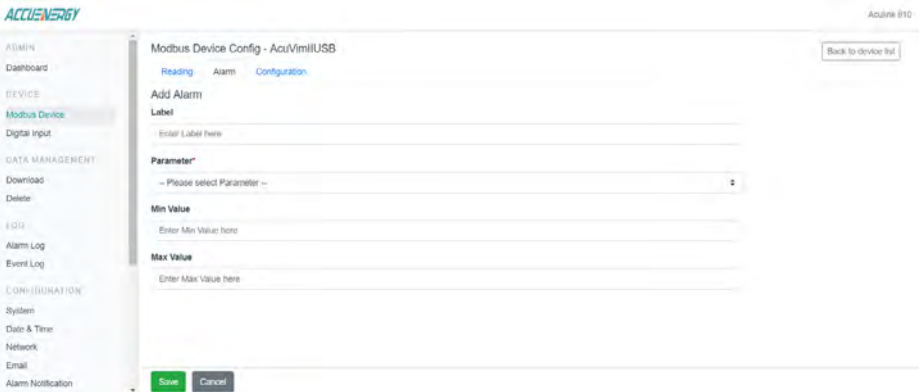 ACCUENERGY
Aculink 810
ADMIN
Dashboard
DEVICE
Modbus Device
Digital Input
DATA MANAGEMENT
Download
Delete
LOG
Alarm Log
Event Log
CONFIGURATION
System
Date & Time
Network
Email
Alarm Notification
Modbus Device Config - AcuVimIIUSB
Back to device list
Reading Alarm Configuration
Add Alarm
Label
Enter Label here
Parameter*
-- Please select Parameter --
Min Value
Enter Min Value here
Max Value
Enter Max Value here
Save Cancel